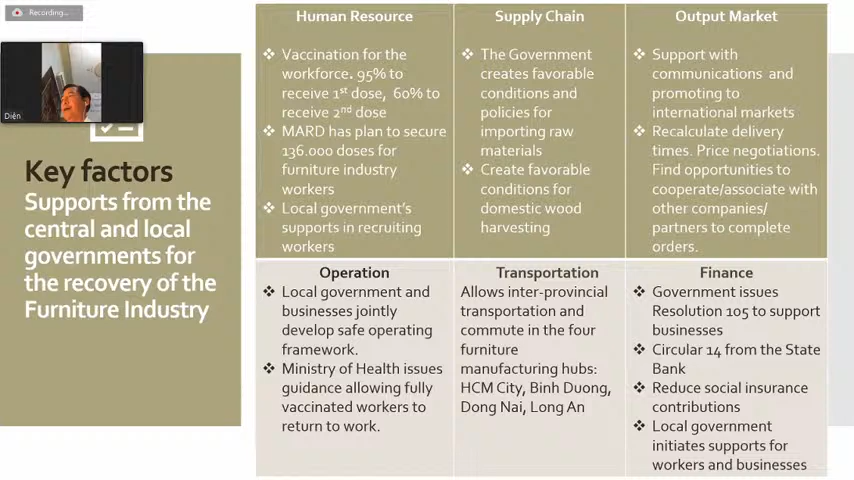 Recording...
Diện
Key factors
Supports from the
central and local
governments for
the recovery of the
Furniture Industry
Human Resource
❖ Vaccination for the
workforce. 95% to
receive 1st dose, 60% to
receive 2nd dose
❖ MARD has plan to secure
136.000 doses for
furniture industry
workers
❖ Local government's
supports in recruiting
workers
Supply Chain
❖ The Government
creates favorable
conditions and
policies for
importing raw
materials
❖ Create favorable
conditions for
domestic wood
harvesting
Output Market
❖ Support with
communications and
promoting to
international markets
❖ Recalculate delivery
times. Price negotiations.
Find opportunities to
cooperate/associate with
other companies/
partners to complete
orders.
Operation
❖ Local government and
businesses jointly
develop safe operating
framework.
❖ Ministry of Health issues
guidance allowing fully
vaccinated workers to
return to work.
Transportation
Allows inter-provincial
transportation and
commute in the four
furniture
manufacturing hubs:
HCM City, Binh Duong,
Dong Nai, Long An
Finance
❖ Government issues
Resolution 105 to support
businesses
❖ Circular 14 from the State
Bank
❖ Reduce social insurance
contributions
❖ Local government
initiates supports for
workers and businesses